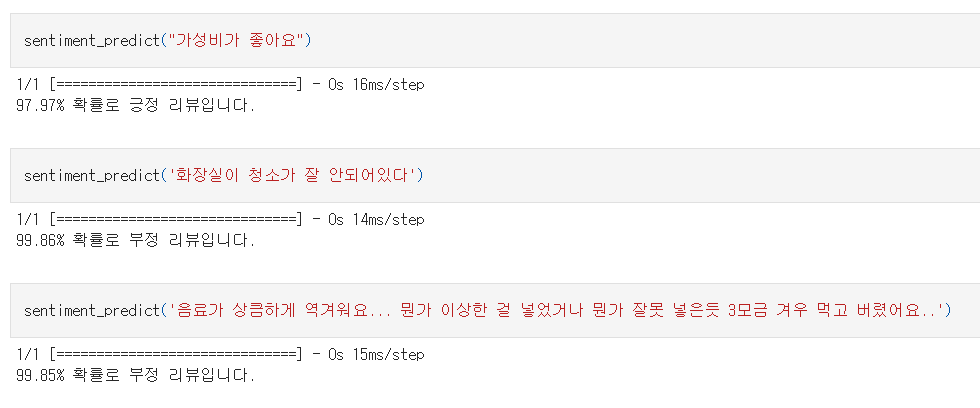 sentiment_predict("가성비가 좋아요")
1/1 [==============================] - 0s 16ms/step
97.97% 확률로 긍정 리뷰입니다.
sentiment_predict('화장실이 청소가 잘 안되어있다')
1/1 [==============================] - 0s 14ms/step
99.86% 확률로 부정 리뷰입니다.
sentiment_predict('음료가 상큼하게 역겨워요... 뭔가 이상한 걸 넣었거나 뭔가 잘못 넣은듯 3모금 겨우 먹고 버렸어요..')
1/1 [==============================] - 0s 15ms/step
99.85% 확률로 부정 리뷰입니다.